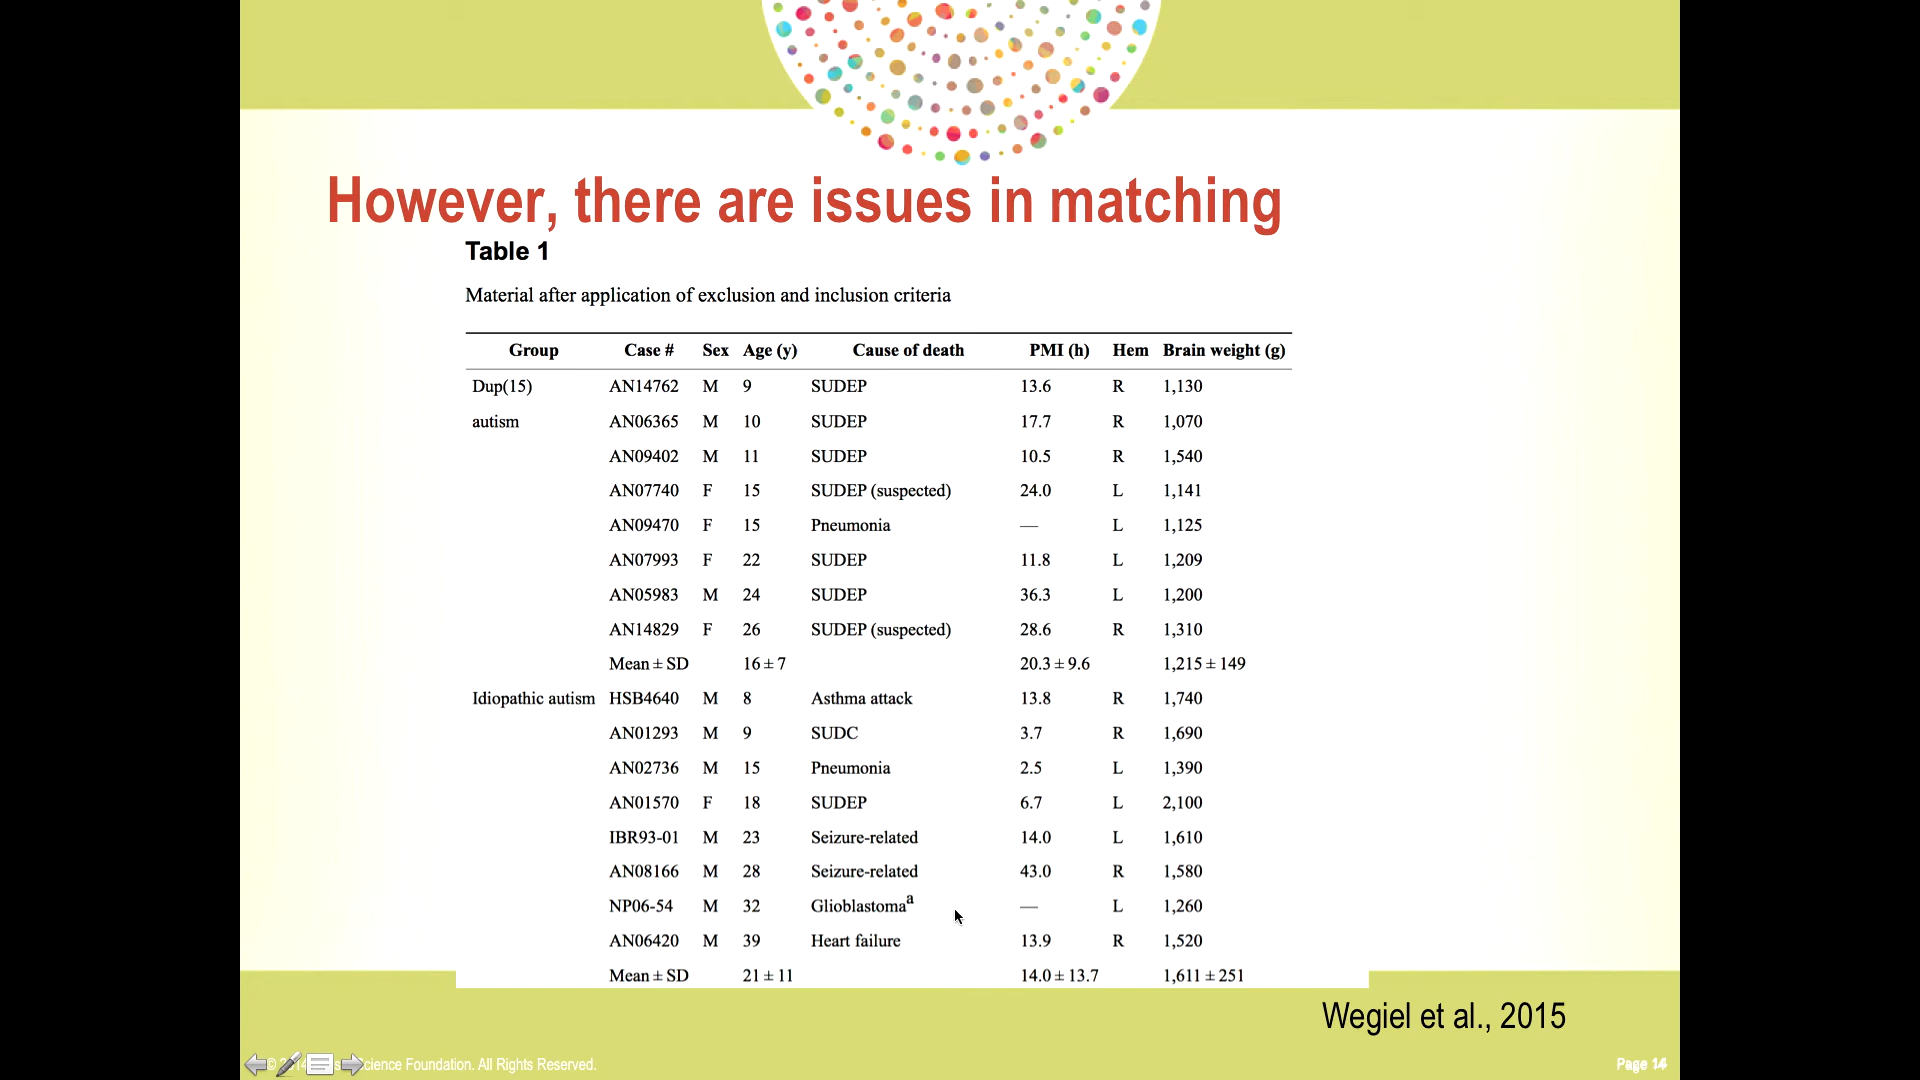 However, there are issues in matching
Table 1
Material after application of exclusion and inclusion criteria
Group Case # Sex Age (y) Cause of death PMI (h) Hem Brain weight (g)
Dup(15) AN14762 M 9 SUDEP 13.6 R 1,130
autism AN06365 M 10 SUDEP 17.7 R 1,070
AN09402 M 11 SUDEP 10.5 R 1,540
AN07740 F 15 SUDEP (suspected) 24.0 L 1,141
AN09470 F 15 Pneumonia — L 1,125
AN07993 F 22 SUDEP 11.8 L 1,209
AN05983 M 24 SUDEP 36.3 L 1,200
AN14829 F 26 SUDEP (suspected) 28.6 R 1,310
Mean ± SD 16 ± 7 20.3 ± 9.6 1,215 ± 149
Idiopathic autism HSB4640 M 8 Asthma attack 13.8 R 1,740
AN01293 M 9 SUDC 3.7 R 1,690
AN02736 M 15 Pneumonia 2.5 L 1,390
AN01570 F 18 SUDEP 6.7 L 2,100
IBR93-01 M 23 Seizure-related 14.0 L 1,610
AN08166 M 28 Seizure-related 43.0 R 1,580
NP06-54 M 32 Glioblastomaa — L 1,260
AN06420 M 39 Heart failure 13.9 R 1,520
Mean ± SD 21 ± 11 14.0 ± 13.7 1,611 ± 251
Wegiel et al., 2015
© Foundation. All Rights Reserved.
Page 14